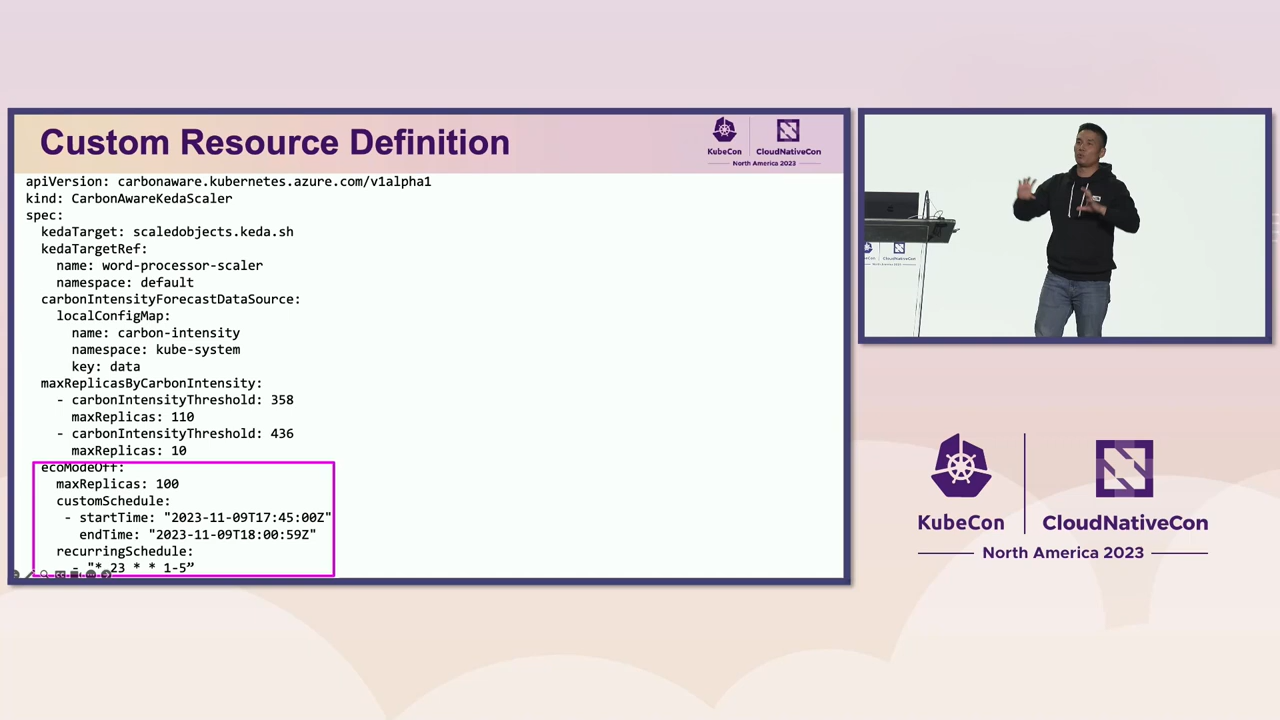 Custom Resource Definition
KubeCon
CloudNativeCon
North America 2023
apiVersion: carbonaware.kubernetes.azure.com/v1alpha1
kind: CarbonAwareKedaScaler
spec:
kedaTarget: scaledobjects.keda.sh
kedaTargetRef:
name: word-processor-scaler
namespace: default
carbonIntensityForecastDataSource:
localConfigMap:
name: carbon-intensity
namespace: kube-system
key: data
maxReplicasByCarbonIntensity:
- carbonIntensityThreshold: 358
maxReplicas: 110
- carbonIntensityThreshold: 436
maxReplicas: 10
ecoModeOff:
maxReplicas: 100
customSchedule:
- startTime: "2023-11-09T17:45:00Z"
endTime: "2023-11-09T18:00:59Z"
recurringSchedule:
- "* 23 * * 1-5”
KubeCon
CloudNativeCon
North America 2023